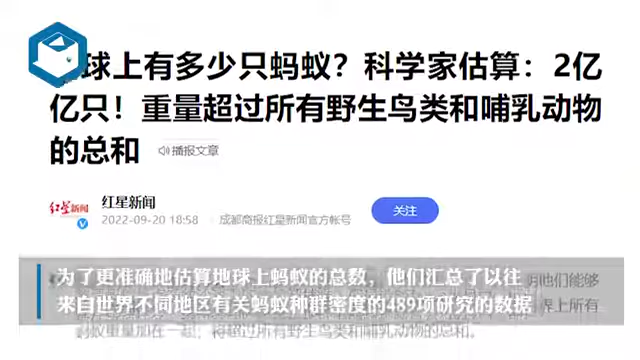 球上有多少只蚂蚁？科学家估算：2亿
亿只！重量超过所有野生鸟类和哺乳动物
的总和
播报文章
红星新闻
红星新闻
2022-09-20 18:58
成都商报红星新闻官方帐号
关注
为了更准确地估算地球上蚂蚁的总数，他们汇总了以往
来自世界不同地区有关蚂蚁种群密度的489项研究的数据